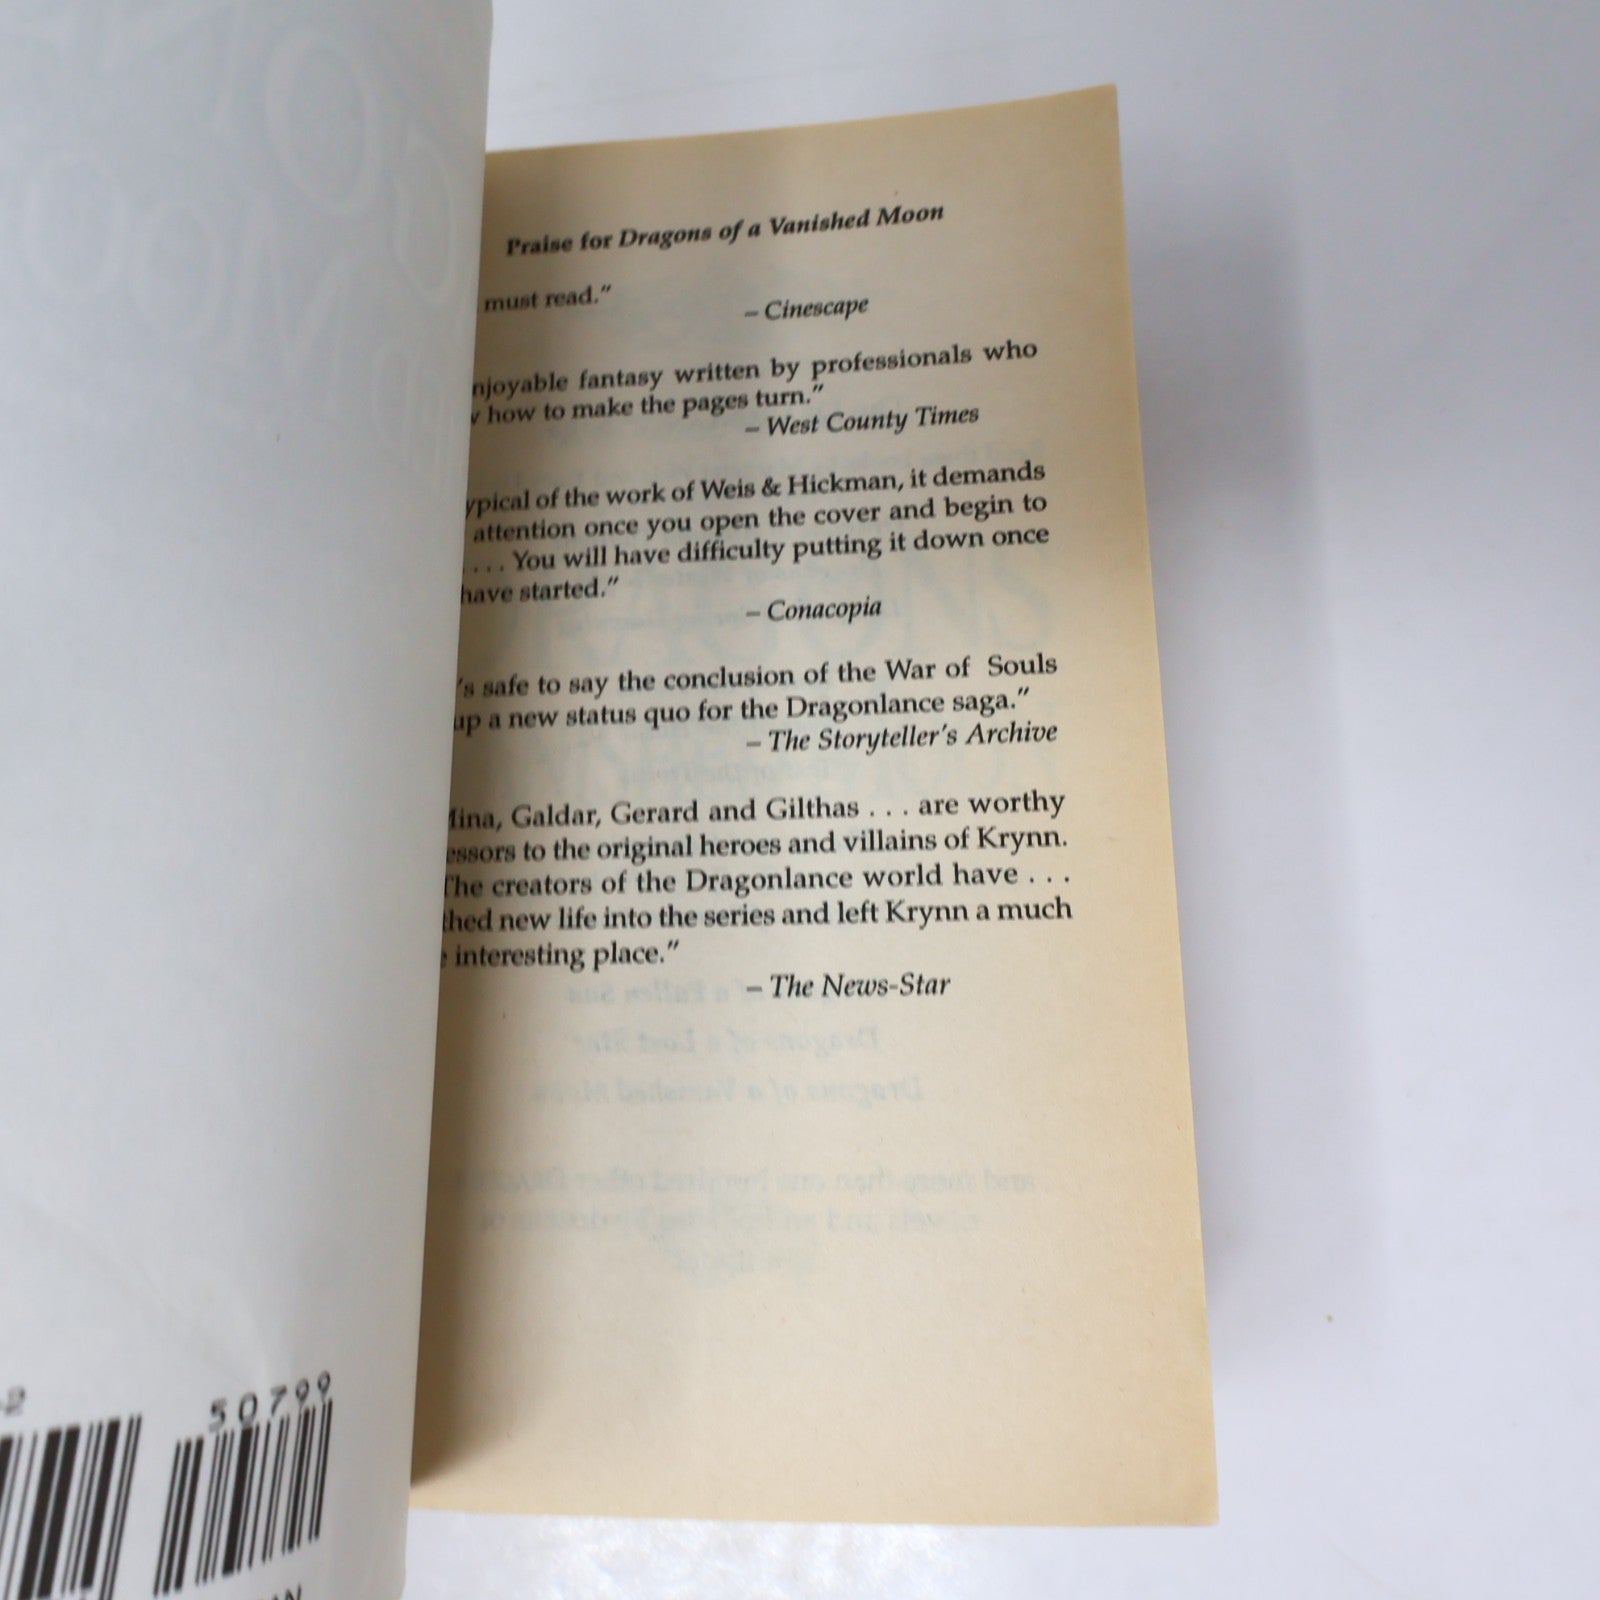 Praise for Dragons of a Vanished Moon
must read."
– Cinescape
njoyable fantasy written by professionals who
how to make the pages turn."
– West County Times
ypical of the work of Weis & Hickman, it demands
attention once you open the cover and begin to
. . . . You will have difficulty putting it down once
have started."
– Conacopia
's safe to say the conclusion of the War of Souls
up a new status quo for the Dragonlance saga."
– The Storyteller's Archive
ina, Galdar, Gerard and Gilthas . . . are worthy
essors to the original heroes and villains of Krynn.
The creators of the Dragonlance world have . . .
thed new life into the series and left Krynn a much
interesting place."
– The News-Star
50799